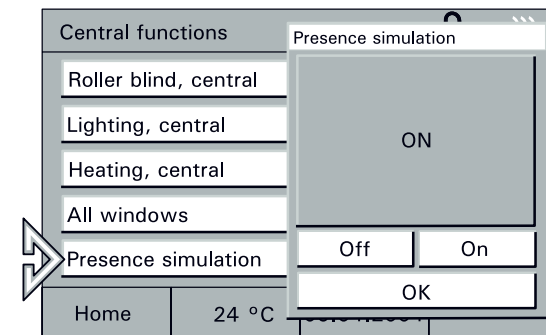 Central functions
Presence simulation
Roller blind, central
Lighting, central
Heating, central
All windows
Presence simulation
ON
Off
On
OK
Home
24 °C